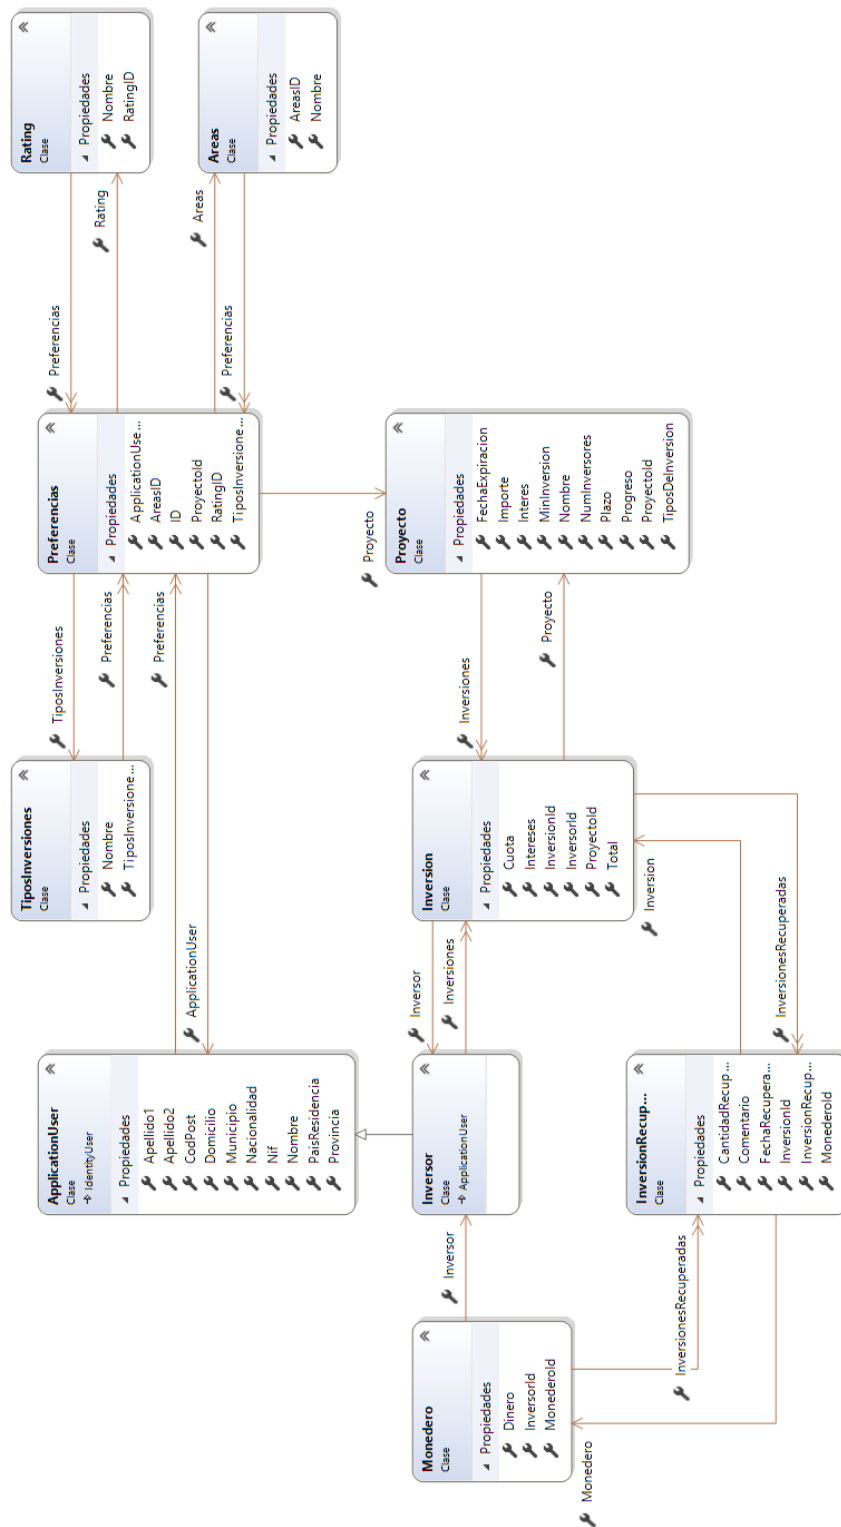 Rating
Clase
Propiedades
Nombre
RatingID
Areas
Clase
Propiedades
AreasID
Nombre
Preferencias
Rating
Areas
Preferencias
Preferencias
Clase
Propiedades
ApplicationUse...
AreasID
ID
ProyectoId
RatingID
TiposInversione...
Proyecto
Proyecto
Clase
Propiedades
FechaExpiracion
Importe
Interes
MinInversion
Nombre
NumInversores
Plazo
Progreso
ProyectoId
TiposDeInversion
TiposInversiones
Preferencias
Preferencias
Inversiones
Proyecto
TiposInversiones
Clase
Propiedades
Nombre
TiposInversione...
ApplicationUser
Inversion
Clase
Propiedades
Cuota
Intereses
InversionId
InversorId
ProyectoId
Total
Inversor
Inversiones
Inversion
InversionesRecuperadas
ApplicationUser
Clase
IdentityUser
Propiedades
Apellido1
Apellido2
CodPost
Domicilio
Municipio
Nacionalidad
Nif
Nombre
PaisResidencia
Provincia
Inversor
Clase
ApplicationUser
InversionRecup...
Clase
Propiedades
CantidadRecup...
Comentario
FechaRecupera...
InversionId
InversionRecup...
MonederoId
Inversor
InversionesRecuperadas
Monedero
Clase
Propiedades
Dinero
InversorId
MonederoId
Monedero